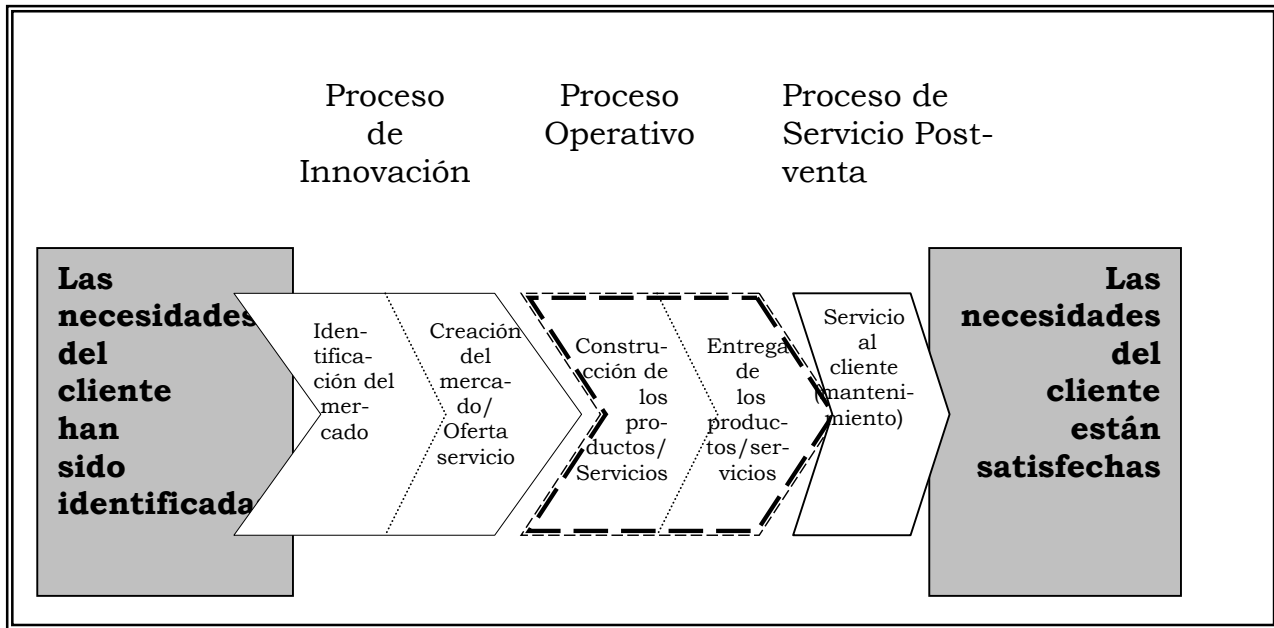 Proceso
de
Innovación
Proceso
Operativo
Proceso de
Servicio Post-
venta
Las
necesidades
del
cliente
han
sido
identificada
Iden-
tifica-
ción del
mer-
cado
Creación
del
merca-
do/
Oferta
servicio
Constru-
cción de
los
pro-
ductos/
Servicios
Entrega
de
los
produc-
tos/ser-
vicios
Servicio
al
cliente
(manteni-
miento)
Las
necesidades
del
cliente
están
satisfechas